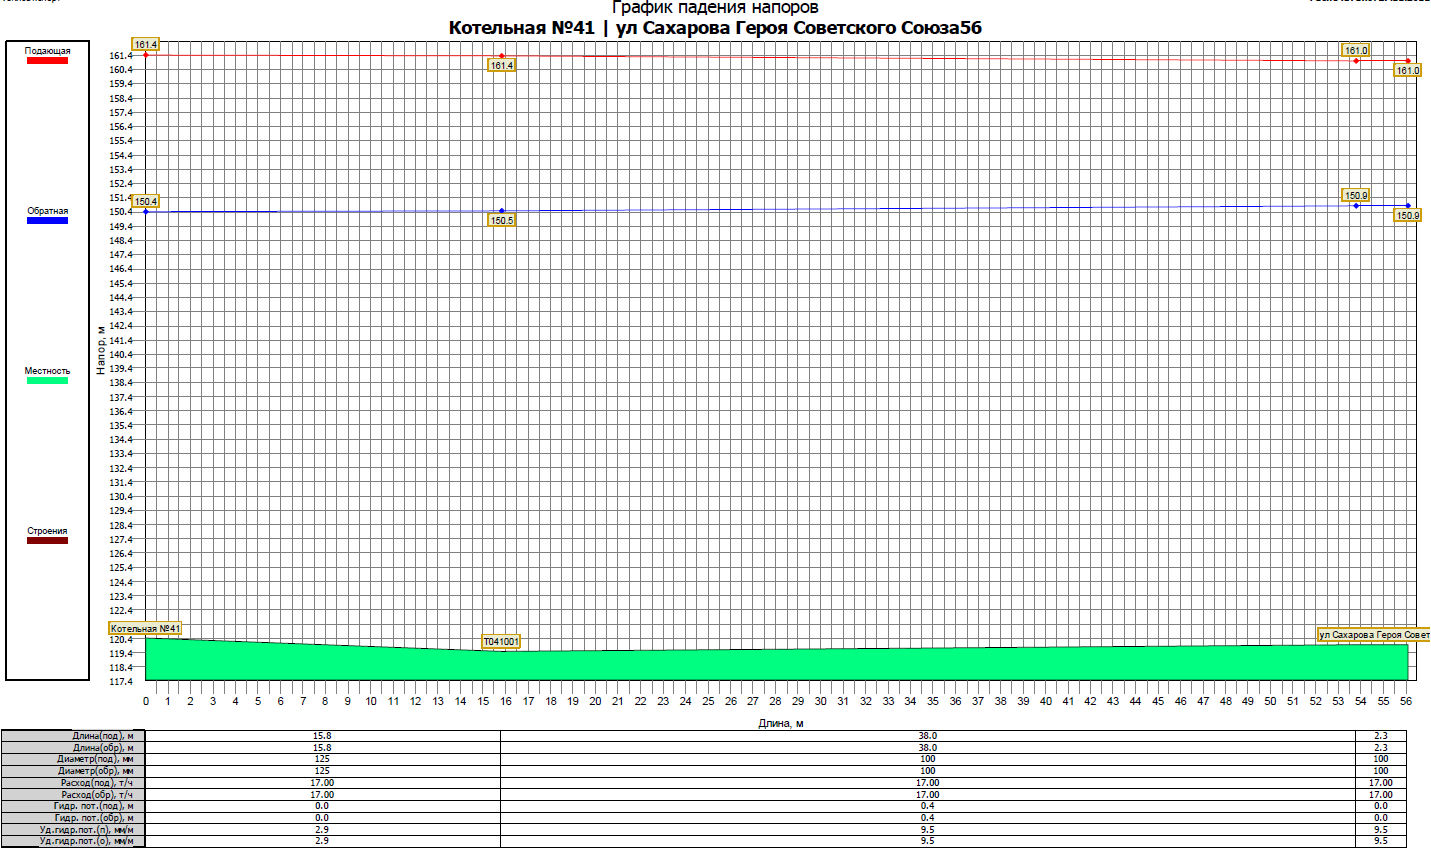 График падения напоров
Котельная №41 | ул Сахарова Героя Советского Союза56
Подающая
Обратная
Местность
Строения
Напор, м
161.4
160.4
159.4
158.4
157.4
156.4
155.4
154.4
153.4
152.4
151.4
150.4
149.4
148.4
147.4
146.4
145.4
144.4
143.4
142.4
141.4
140.4
139.4
138.4
137.4
136.4
135.4
134.4
133.4
132.4
131.4
130.4
129.4
128.4
127.4
126.4
125.4
124.4
123.4
122.4
120.4
119.4
118.4
117.4
161.4
161.4
161.0
161.0
150.4
150.5
150.9
150.9
Котельная №41
Т041001
ул Сахарова Героя Совет
0 1 2 3 4 5 6 7 8 9 10 11 12 13 14 15 16 17 18 19 20 21 22 23 24 25 26 27 28 29 30 31 32 33 34 35 36 37 38 39 40 41 42 43 44 45 46 47 48 49 50 51 52 53 54 55 56
Длина, м
Длина(под), м 15.8 38.0 2.3
Длина(обр), м 15.8 38.0 2.3
Диаметр(под), мм 125 100 100
Диаметр(обр), мм 125 100 100
Расход(под), т/ч 17.00 17.00 17.00
Расход(обр), т/ч 17.00 17.00 17.00
Гидр. пот.(под), м 0.0 0.4 0.0
Гидр. пот.(обр), м 0.0 0.4 0.0
Уд.гидр.пот.(п), мм/м 2.9 9.5 9.5
Уд.гидр.пот.(о), мм/м 2.9 9.5 9.5